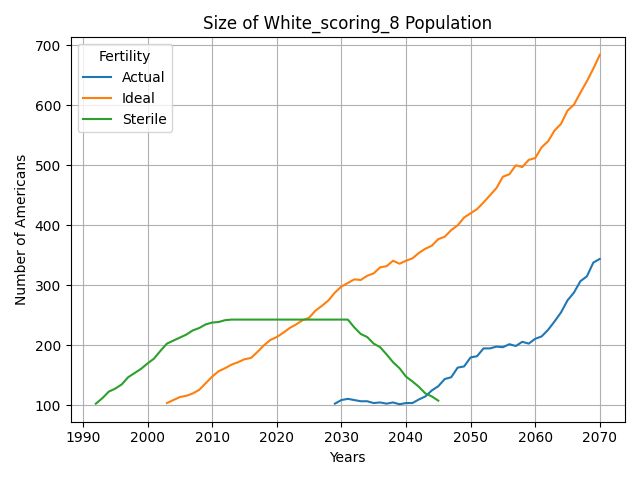 Size of White_scoring_8 Population
Fertility
Actual
Ideal
Sterile
Number of Americans
700
600
500
400
300
200
100
1990 2000 2010 2020 2030 2040 2050 2060 2070
Years